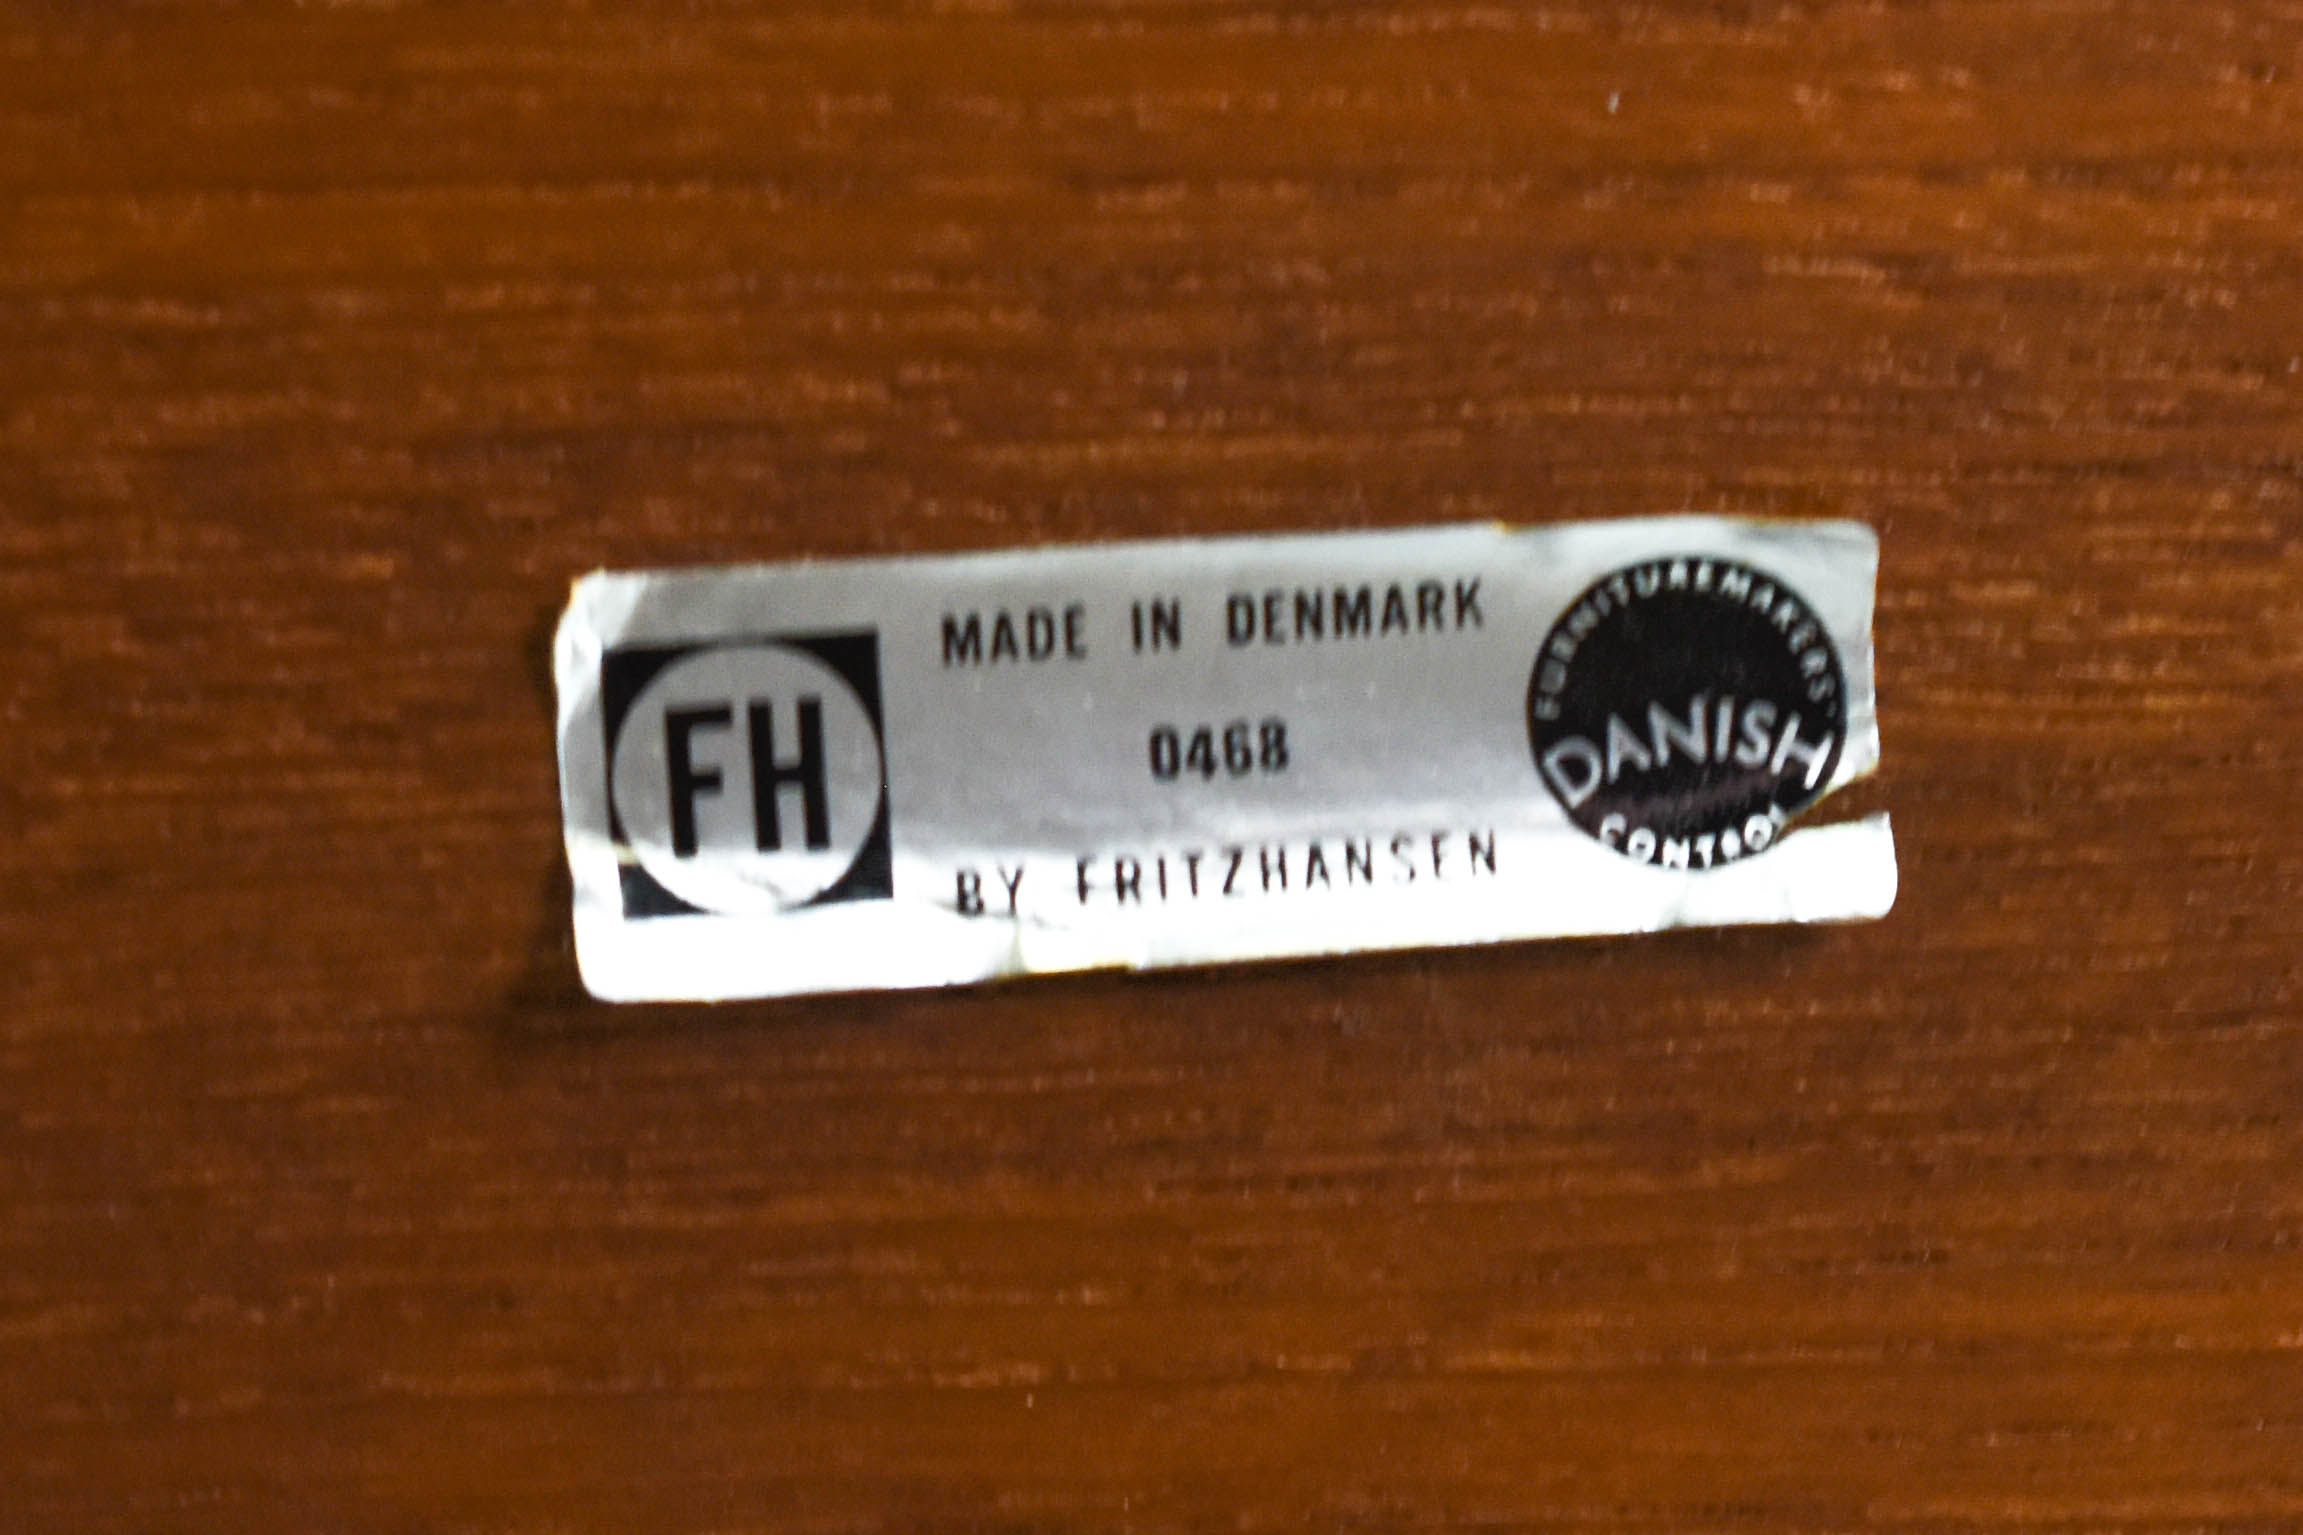 FH
MADE IN DENMARK
0468
BY FRITZHANSEN
FURNITUREMAKERS'
DANISH
CONTROL